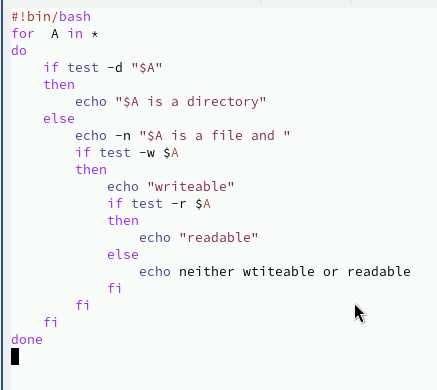 #!bin/bash
for  A in *
do
    if test -d "$A"
    then
        echo "$A is a directory"
    else
        echo -n "$A is a file and "
        if test -w $A
        then
            echo "writeable"
            if test -r $A
            then
                echo "readable"
            else
                echo neither wtiteable or readable
            fi
        fi
    fi
done